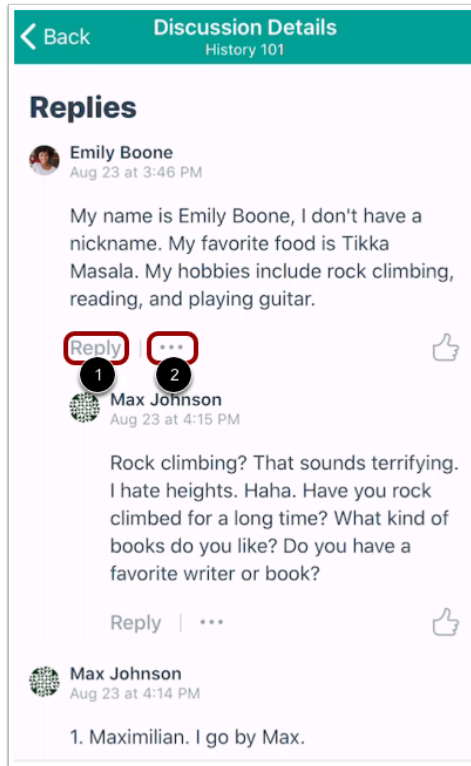 Back
Discussion Details
History 101
Replies
Emily Boone
Aug 23 at 3:46 PM
My name is Emily Boone, I don't have a
nickname. My favorite food is Tikka
Masala. My hobbies include rock climbing,
reading, and playing guitar.
Reply | •••
1 2
Max Johnson
Aug 23 at 4:15 PM
Rock climbing? That sounds terrifying.
I hate heights. Haha. Have you rock
climbed for a long time? What kind of
books do you like? Do you have a
favorite writer or book?
Reply | •••
Max Johnson
Aug 23 at 4:14 PM
1. Maximilian. I go by Max.